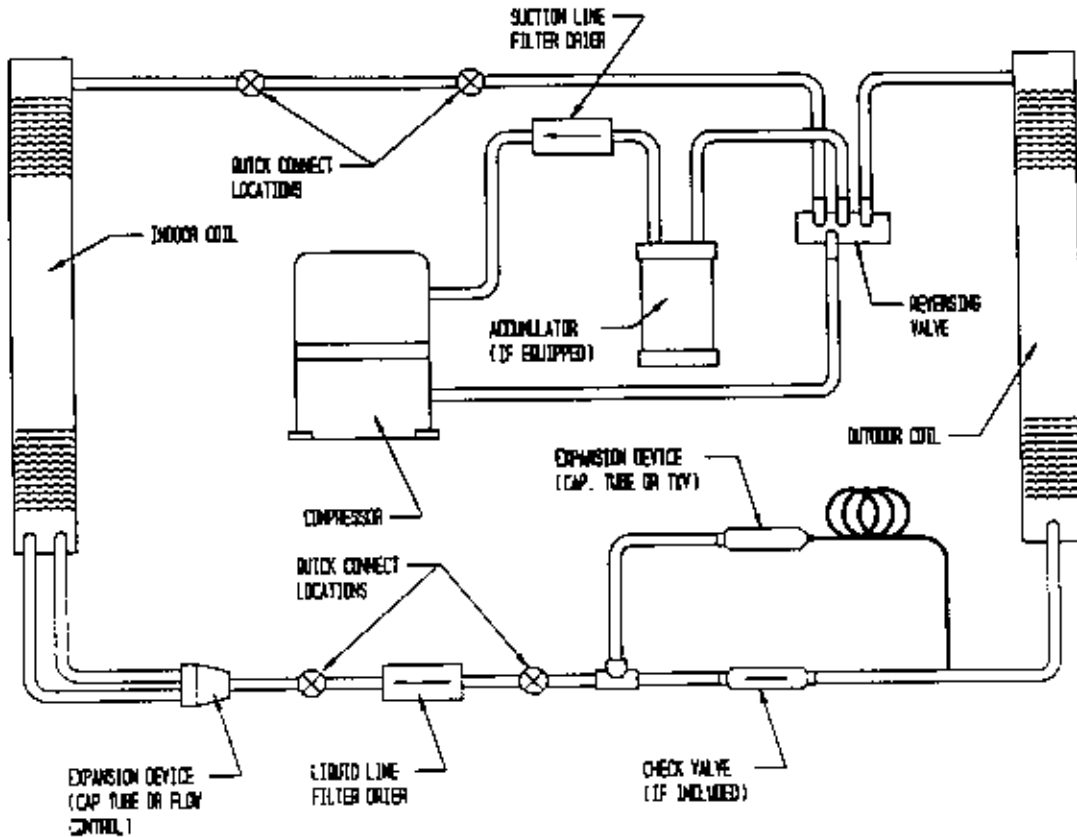 SUCTION LINE
FILTER DRIER
QUICK CONNECT
LOCATIONS
INDOOR COIL
ACCUMULATOR
(IF EQUIPPED)
REVERSING
VALVE
OUTDOOR COIL
EXPANSION DEVICE
(CAP. TUBE OR TXV)
COMPRESSOR
QUICK CONNECT
LOCATIONS
EXPANSION DEVICE
(CAP TUBE OR FLOW
CONTROL)
LIQUID LINE
FILTER DRIER
CHECK VALVE
(IF INCLUDED)